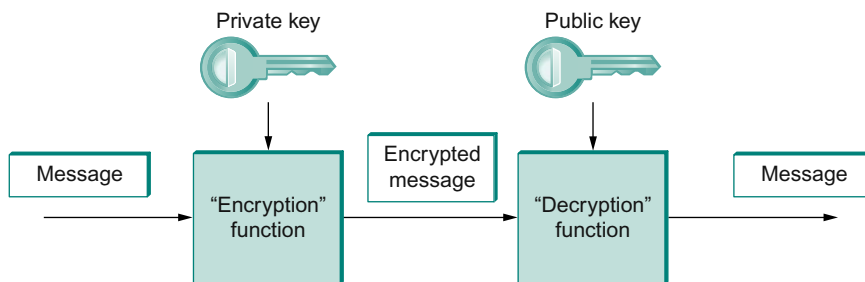 Private key
Public key
Message
"Encryption"
function
Encrypted
message
"Decryption"
function
Message